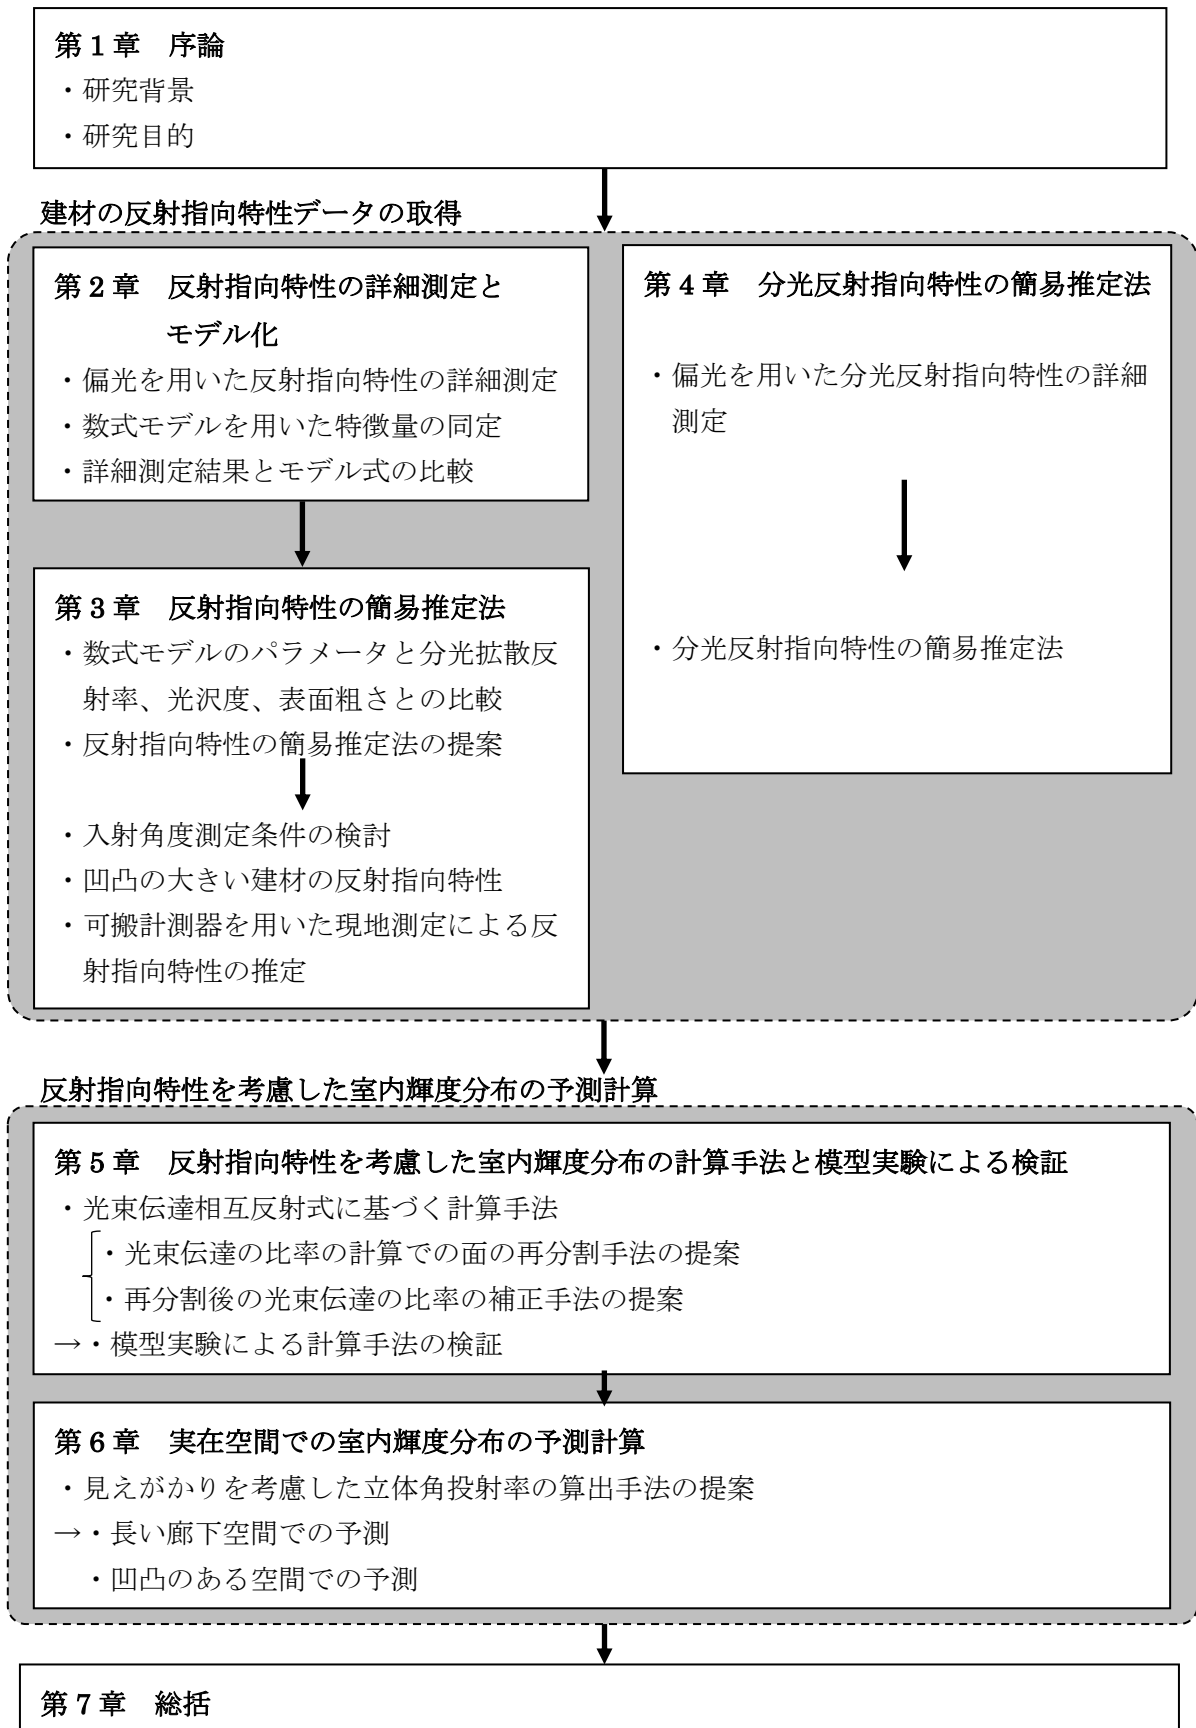 第1章　序論
・研究背景
・研究目的
建材の反射指向特性データの取得
第2章　反射指向特性の詳細測定と
モデル化
・偏光を用いた反射指向特性の詳細測定
・数式モデルを用いた特徴量の同定
・詳細測定結果とモデル式の比較
第3章　反射指向特性の簡易推定法
・数式モデルのパラメータと分光拡散反
射率、光沢度、表面粗さとの比較
・反射指向特性の簡易推定法の提案
・入射角度測定条件の検討
・凹凸の大きい建材の反射指向特性
・可搬計測器を用いた現地測定による反
射指向特性の推定
第4章　分光反射指向特性の簡易推定法
・偏光を用いた分光反射指向特性の詳細
測定
・分光反射指向特性の簡易推定法
反射指向特性を考慮した室内輝度分布の予測計算
第5章　反射指向特性を考慮した室内輝度分布の計算手法と模型実験による検証
・光束伝達相互反射式に基づく計算手法
・光束伝達の比率の計算での面の再分割手法の提案
・再分割後の光束伝達の比率の補正手法の提案
→・模型実験による計算手法の検証
第6章　実在空間での室内輝度分布の予測計算
・見えがかりを考慮した立体角投射率の算出手法の提案
→・長い廊下空間での予測
・凹凸のある空間での予測
第7章　総括